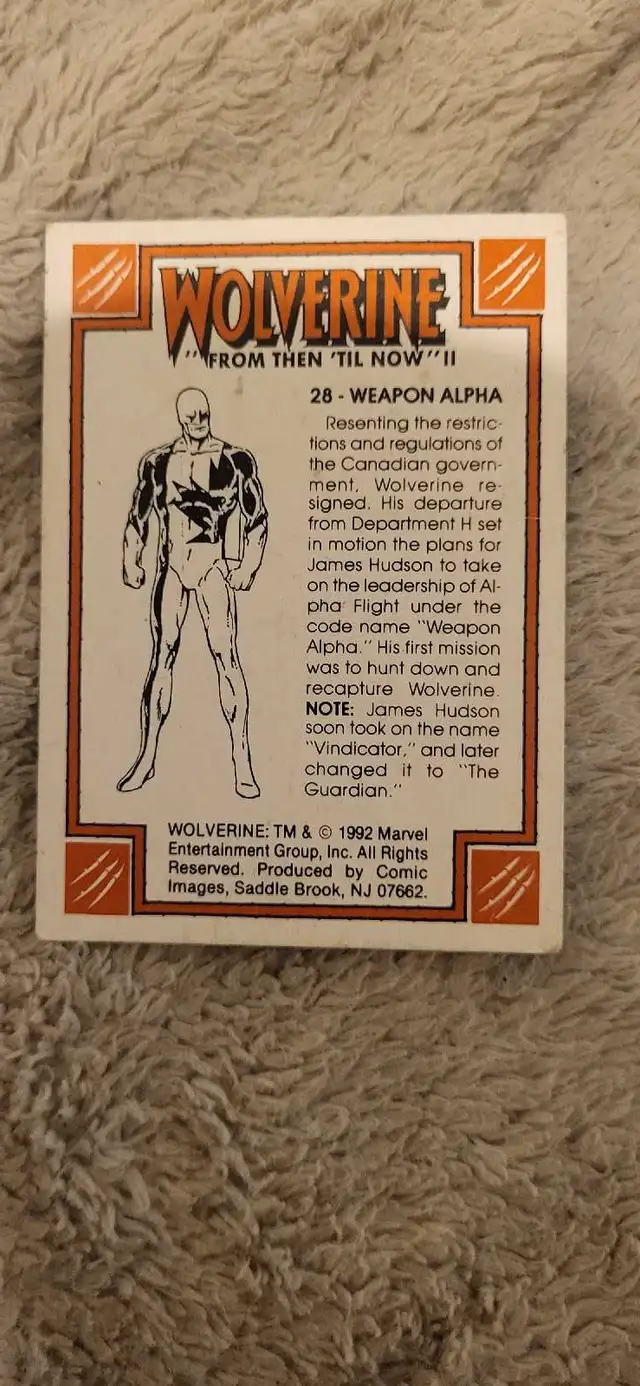 WOLVERINE
"FROM THEN 'TIL NOW" II
28 - WEAPON ALPHA
Resenting the restric-
tions and regulations of
the Canadian govern-
ment, Wolverine re-
signed. His departure
from Department H set
in motion the plans for
James Hudson to take
on the leadership of Al-
pha Flight under the
code name "Weapon
Alpha." His first mission
was to hunt down and
recapture Wolverine.
NOTE: James Hudson
soon took on the name
"Vindicator," and later
changed it to "The
Guardian."
WOLVERINE: TM & © 1992 Marvel
Entertainment Group, Inc. All Rights
Reserved. Produced by Comic
Images, Saddle Brook, NJ 07662.